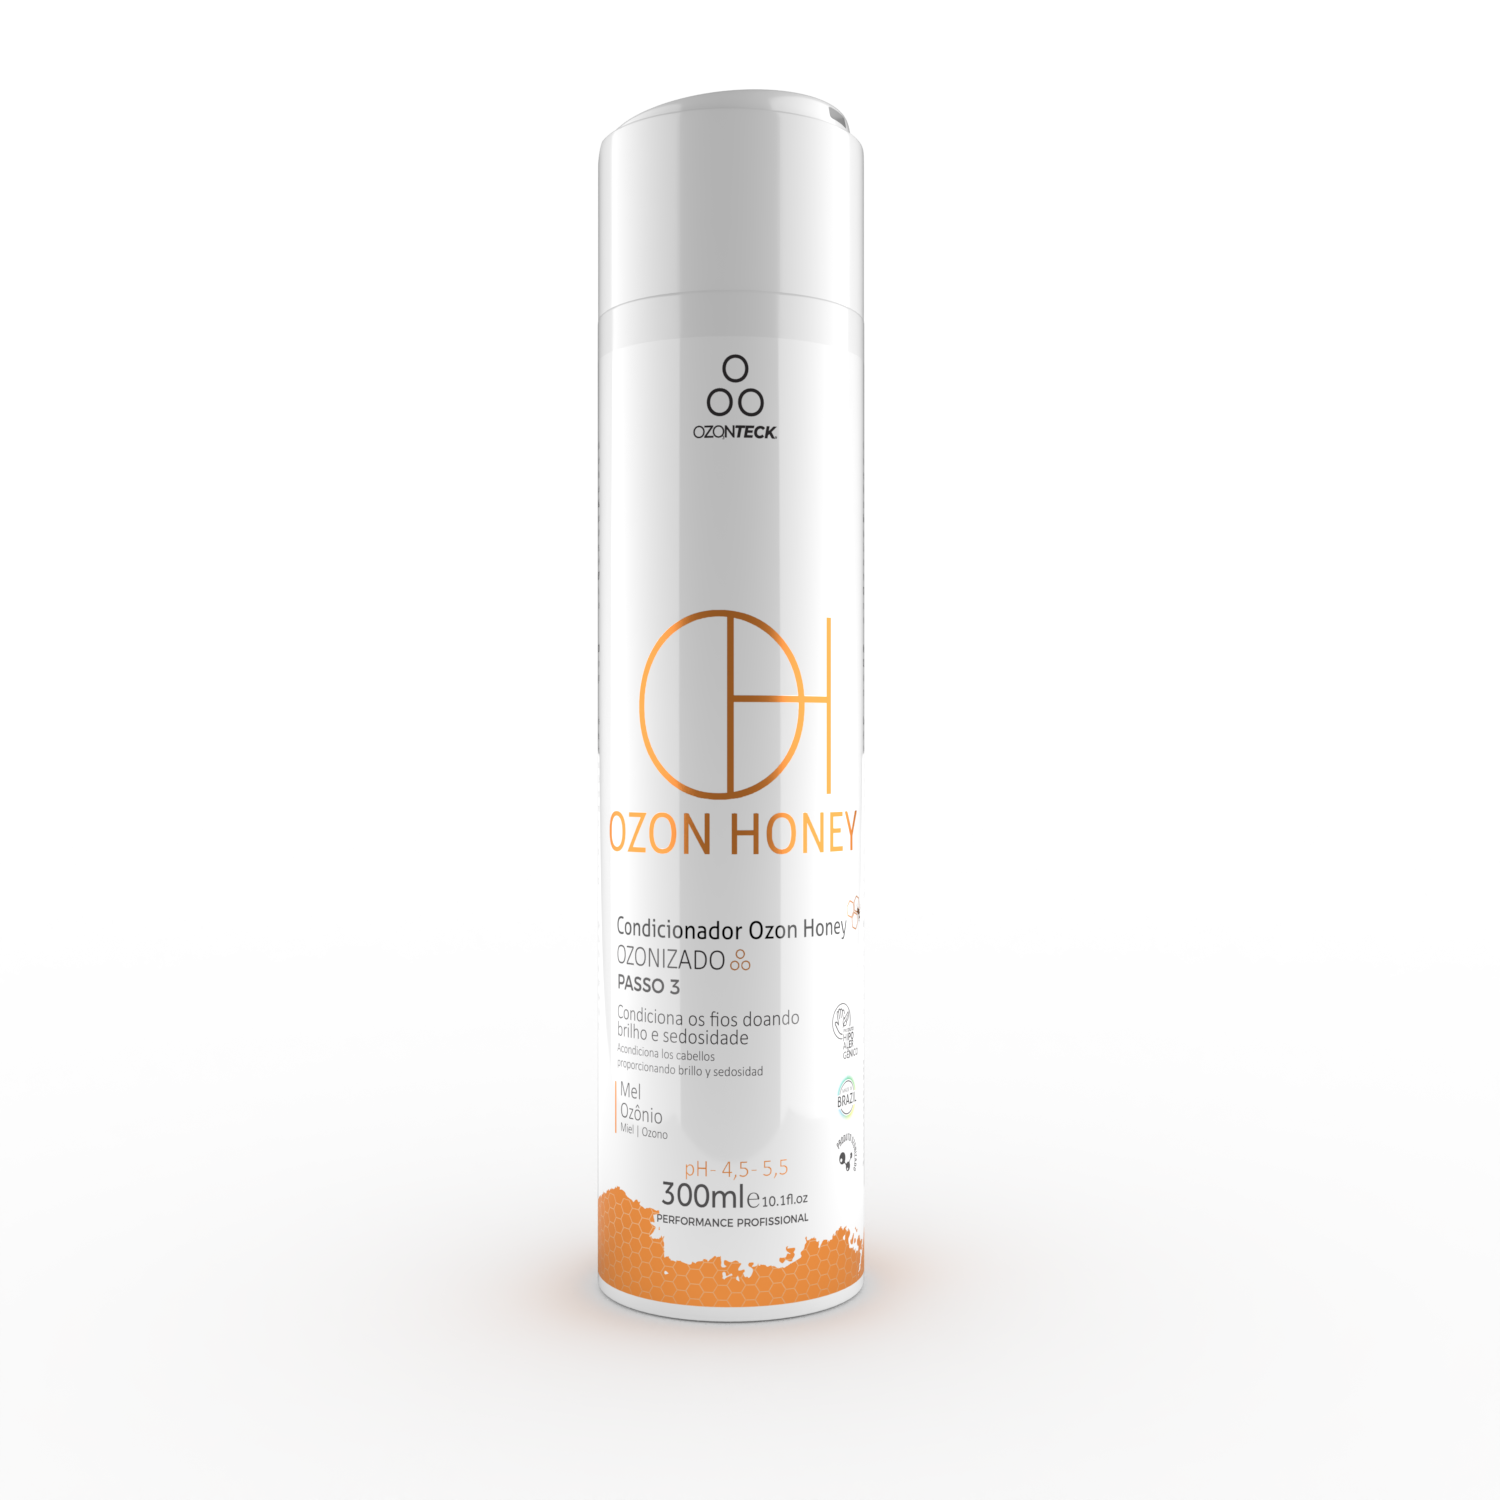 OZONTECK
OH
OZON HONEY
Condicionador Ozon Honey
OZONIZADO
PASSO 3
Condiciona os fios doando
brilho e sedosidade
Acondiciona los cabellos
proporcionando brillo y sedosidad
Mel
Ozônio
Miel | Ozono
BRAZIL
pH- 4,5- 5,5
300ml e 10.1fl.oz
PERFORMANCE PROFISSIONAL